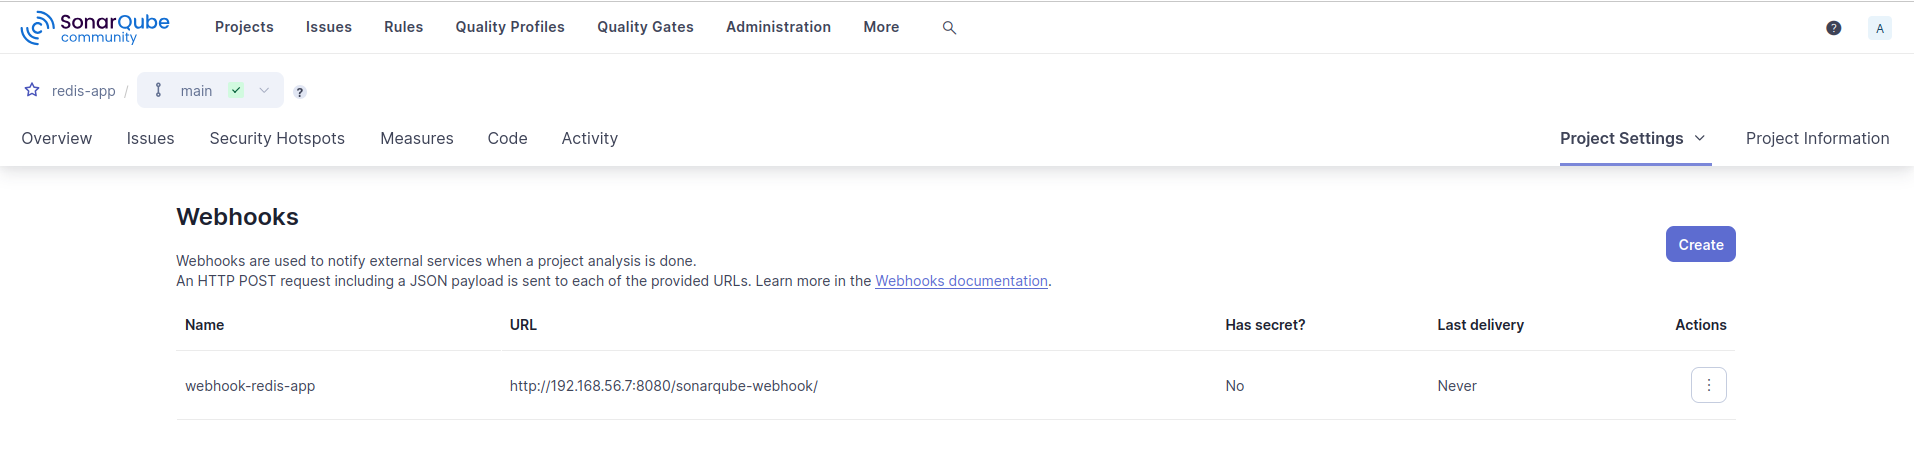 SonarQube community Projects Issues Rules Quality Profiles Quality Gates Administration More ? A
redis-app / main ?
Overview Issues Security Hotspots Measures Code Activity Project Settings Project Information
Webhooks
Create
Webhooks are used to notify external services when a project analysis is done.
An HTTP POST request including a JSON payload is sent to each of the provided URLs. Learn more in the Webhooks documentation.
Name URL Has secret? Last delivery Actions
webhook-redis-app http://192.168.56.7:8080/sonarqube-webhook/ No Never